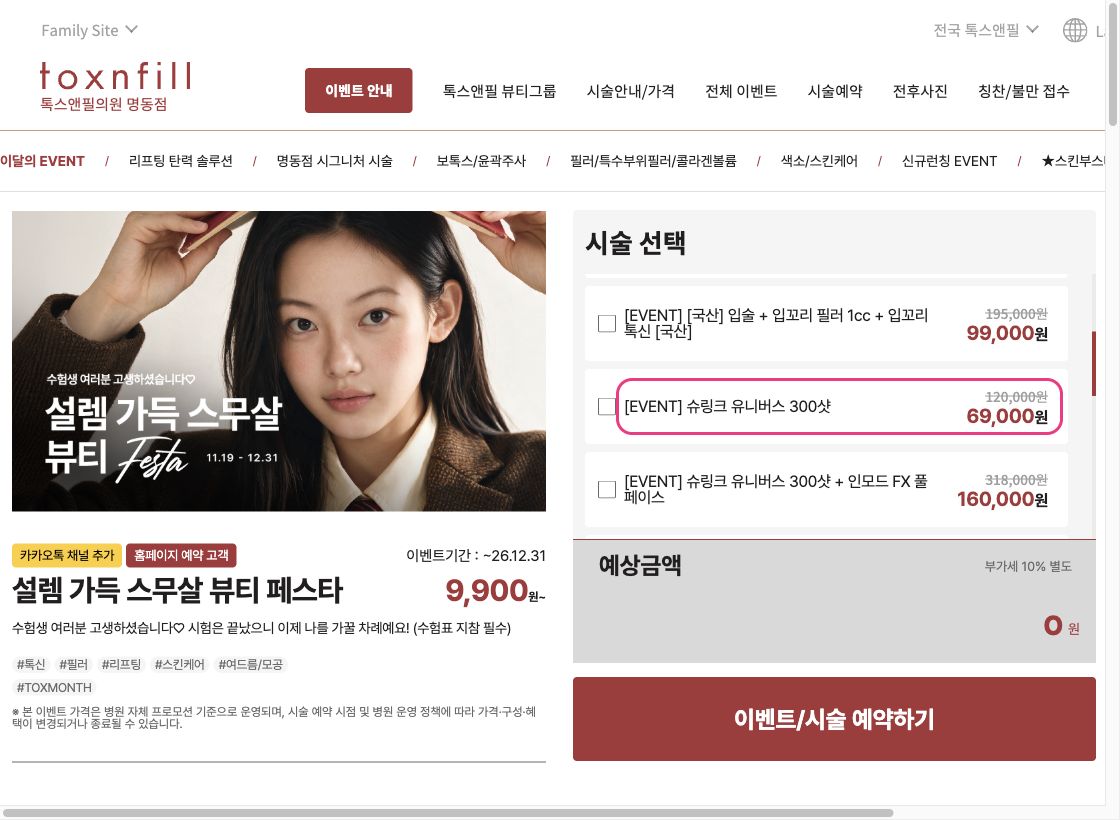 Family Site
전국 톡스앤필
toxnfill
톡스앤필의원 명동점
이벤트 안내
톡스앤필 뷰티그룹
시술안내/가격
전체 이벤트
시술예약
전후사진
칭찬/불만 접수
이달의 EVENT / 리프팅 탄력 솔루션 / 명동점 시그니처 시술 / 보톡스/윤곽주사 / 필러/특수부위필러/콜라겐볼륨 / 색소/스킨케어 / 신규런칭 EVENT / ★스킨부스
수험생 여러분 고생하셨습니다♡
설렘 가득 스무살
뷰티 Festa 11.19 - 12.31
카카오톡 채널 추가
홈페이지 예약 고객
이벤트기간 : ~26.12.31
설렘 가득 스무살 뷰티 페스타
9,900원~
수험생 여러분 고생하셨습니다♡ 시험은 끝났으니 이제 나를 가꿀 차례예요! (수험표 지참 필수)
#톡신 #필러 #리프팅 #스킨케어 #여드름/모공
#TOXMONTH
※ 본 이벤트 가격은 병원 자체 프로모션 기준으로 운영되며, 시술 예약 시점 및 병원 운영 정책에 따라 가격·구성·혜
택이 변경되거나 종료될 수 있습니다.
시술 선택
[EVENT] [국산] 입술 + 입꼬리 필러 1cc + 입꼬리
톡신 [국산]
195,000원
99,000원
[EVENT] 슈링크 유니버스 300샷
120,000원
69,000원
[EVENT] 슈링크 유니버스 300샷 + 인모드 FX 풀
페이스
318,000원
160,000원
예상금액
부가세 10% 별도
0 원
이벤트/시술 예약하기